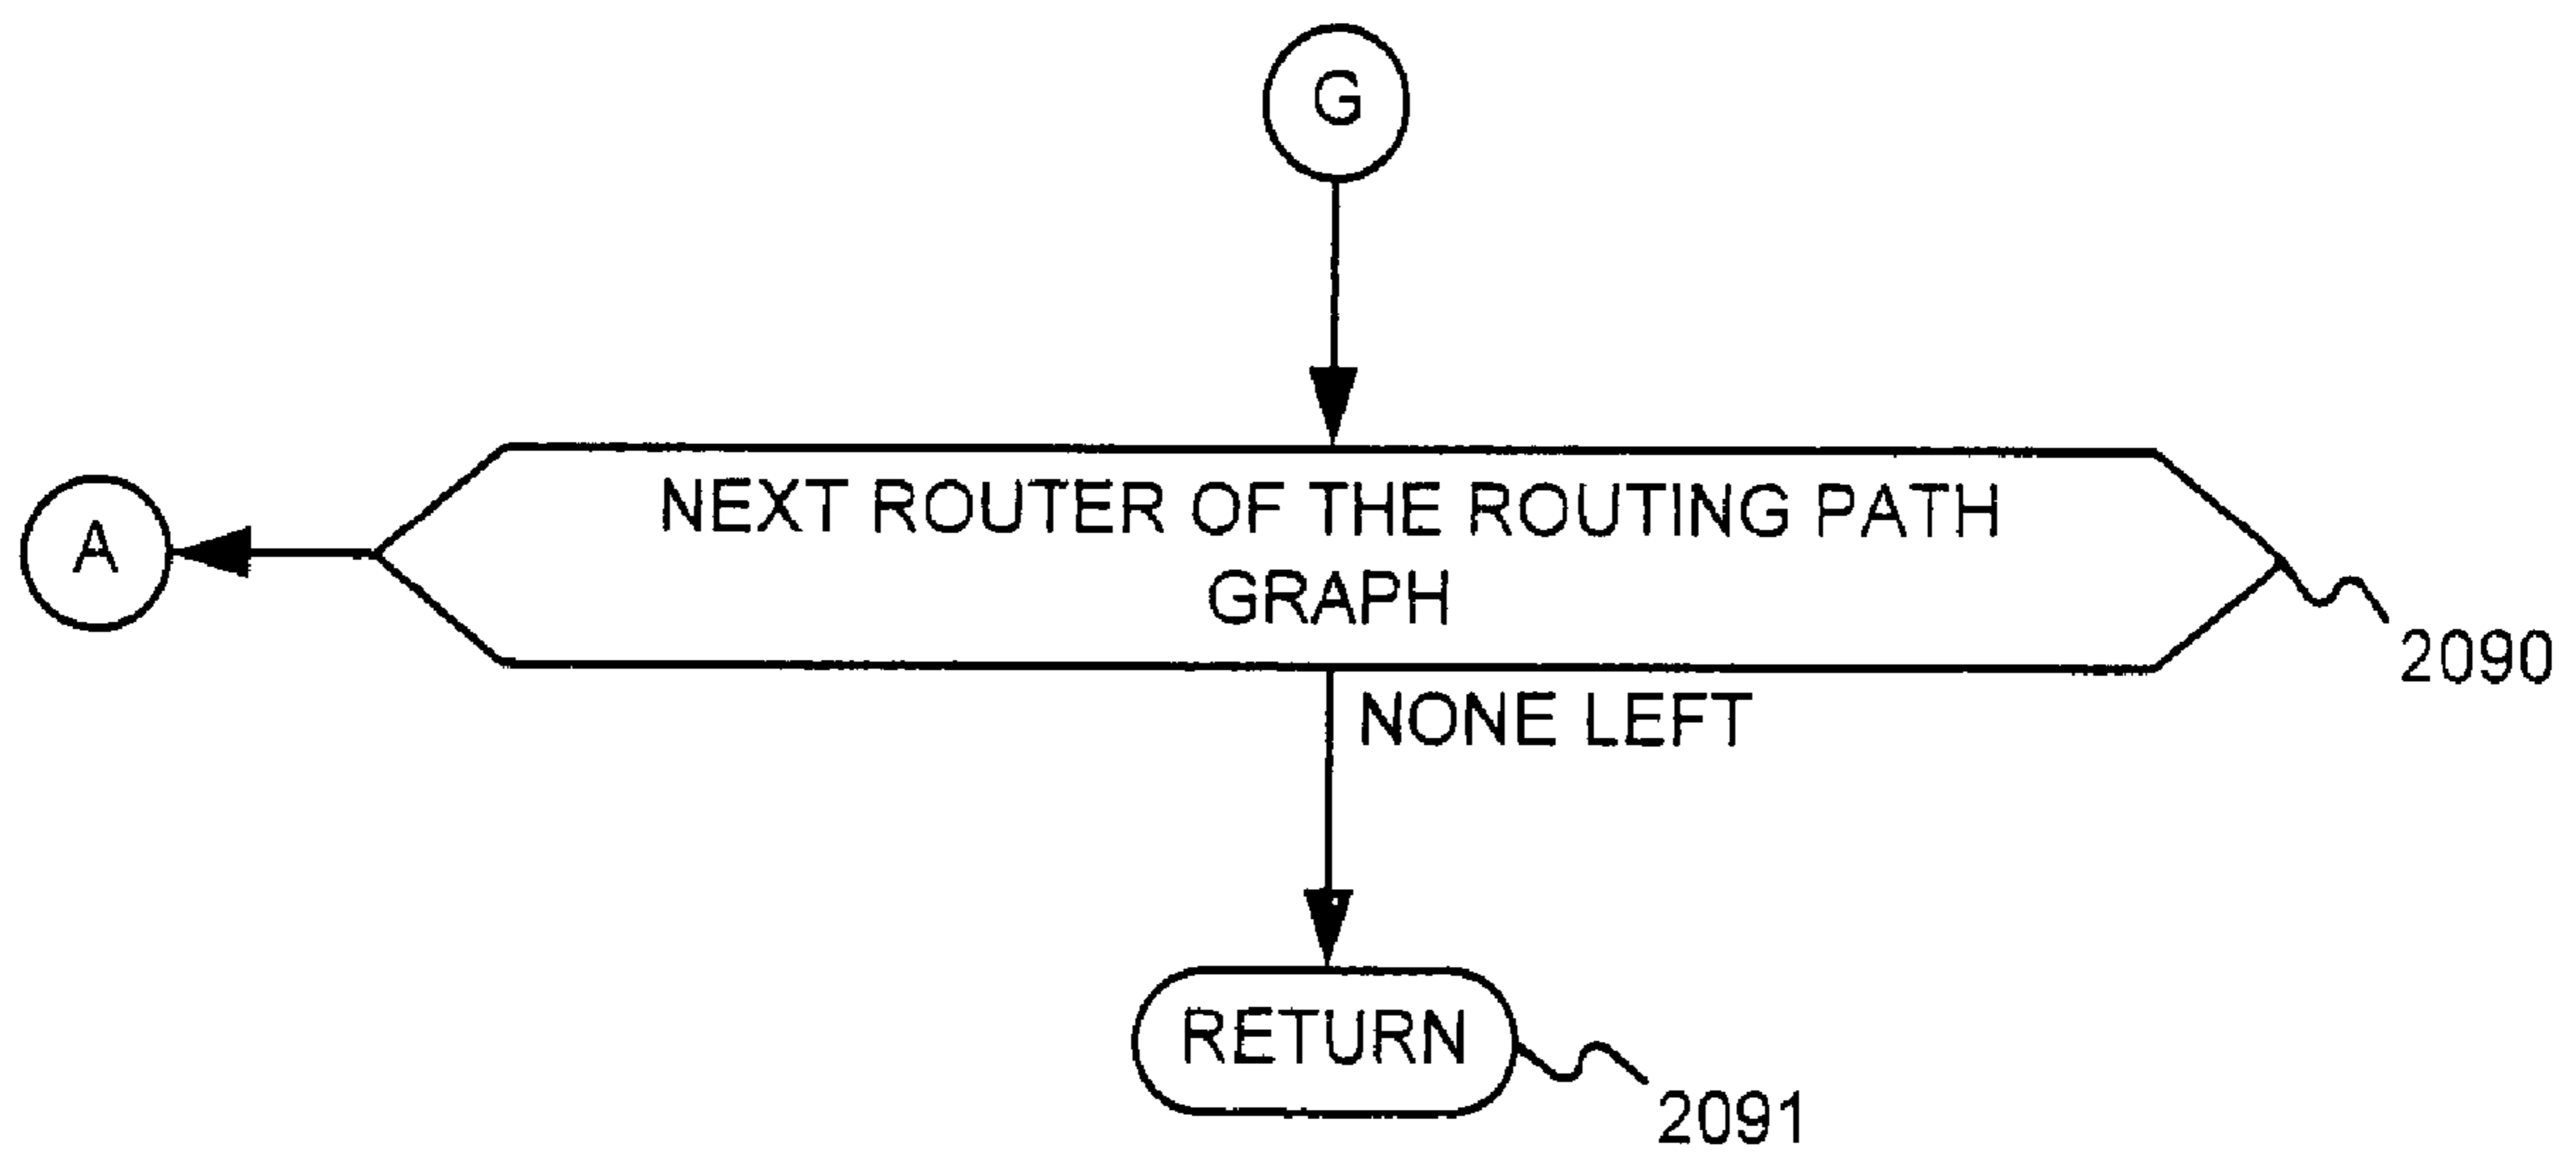 G
A
NEXT ROUTER OF THE ROUTING PATH
GRAPH
2090
NONE LEFT
RETURN
2091